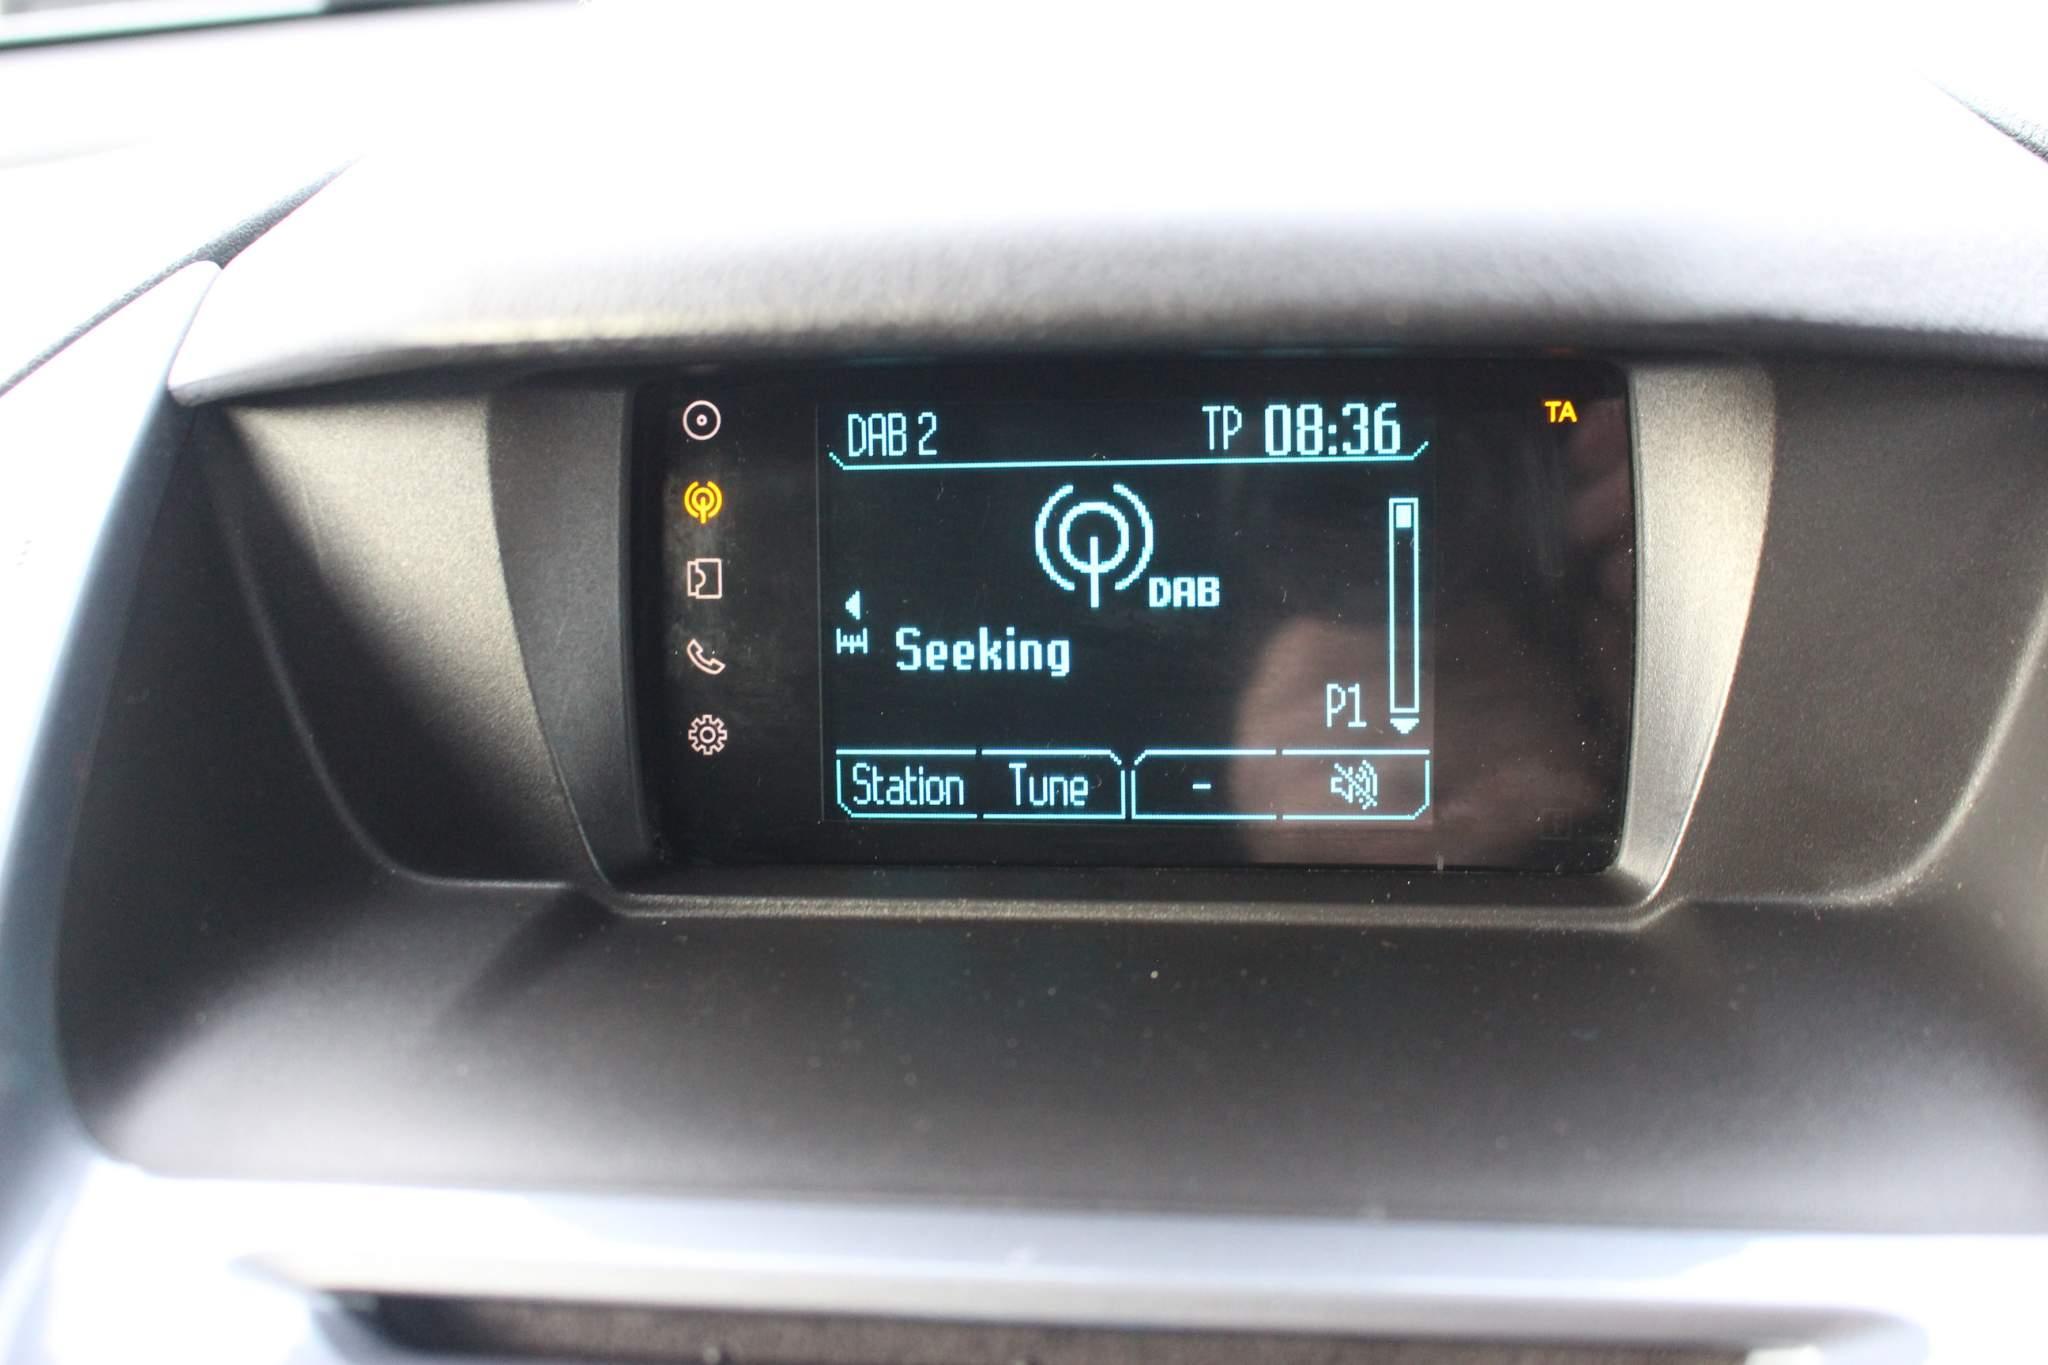 DAB 2 TP 08:36 TA
DAB
Seeking
P1
Station Tune -